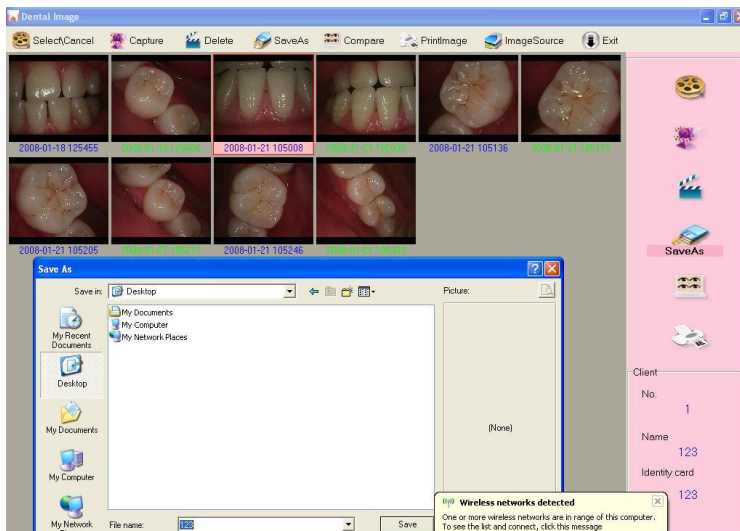 Dental Image
Select\Cancel Capture Delete SaveAs Compare PrintImage ImageSource Exit
2008-01-18 125455 2008-01-21 105008 2008-01-21 105136
2008-01-21 105205 2008-01-21 105246
SaveAs
Save As
Save in: Desktop Picture:
My Documents
My Computer
My Network Places
My Recent
Documents
Desktop
My Documents
My Computer
My Network
(None)
File name: 123 Save
Client
No.
1
Name
123
Identity card
123
Wireless networks detected
One or more wireless networks are in range of this computer.
To see the list and connect, click this message